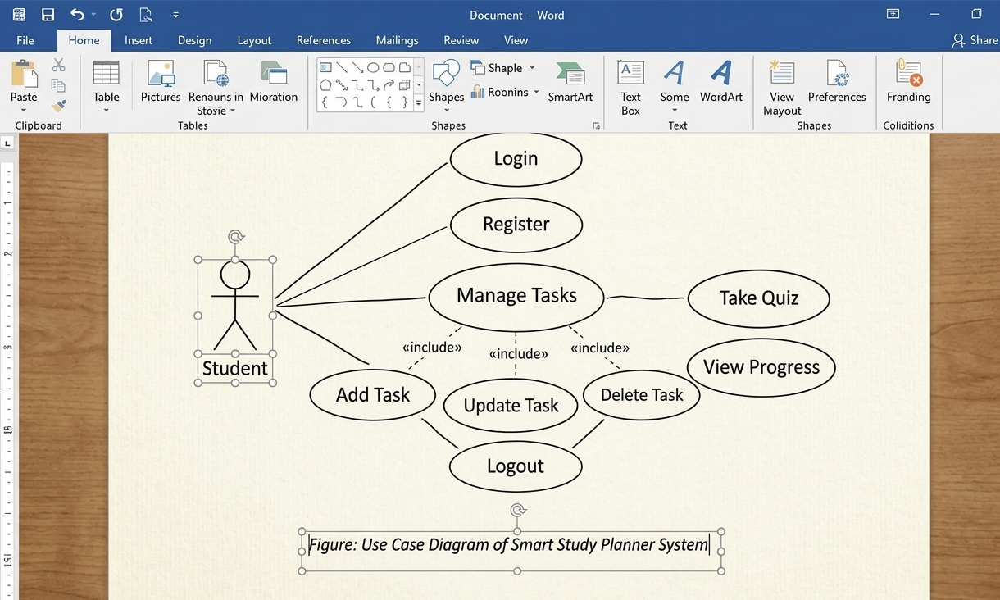 Document - Word
File Home Insert Design Layout References Mailings Review View Share
Paste Table Pictures Renauns in Stoxie Mioration Shapes Shaple Roonins SmartArt Text Box Some WordArt View Mayout Preferences Franding
Clipboard Tables Shapes Text Shapes Coliditions
Login
Register
Manage Tasks
Take Quiz
«include» «include» «include»
Student
View Progress
Add Task
Update Task
Delete Task
Logout
Figure: Use Case Diagram of Smart Study Planner System